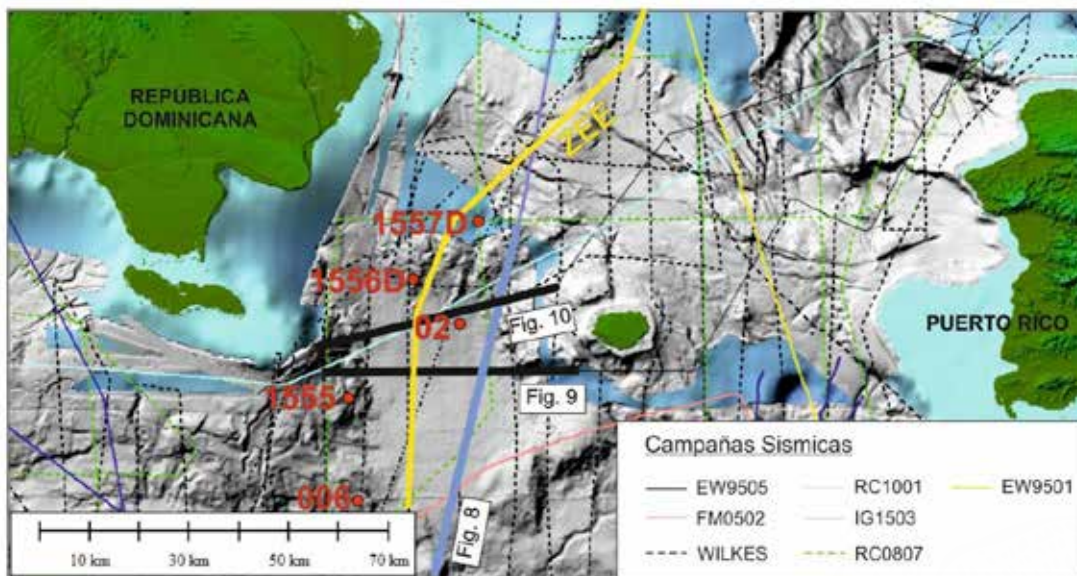 REPUBLICA
DOMINICANA
ZEE
1557D
1556D
02
Fig. 10
PUERTO RICO
1555
Fig. 9
006
Fig. 8
Campañas Sismicas
EW9505
RC1001
EW9501
FM0502
IG1503
WILKES
RC0807
10 km
30 km
50 km
70 km